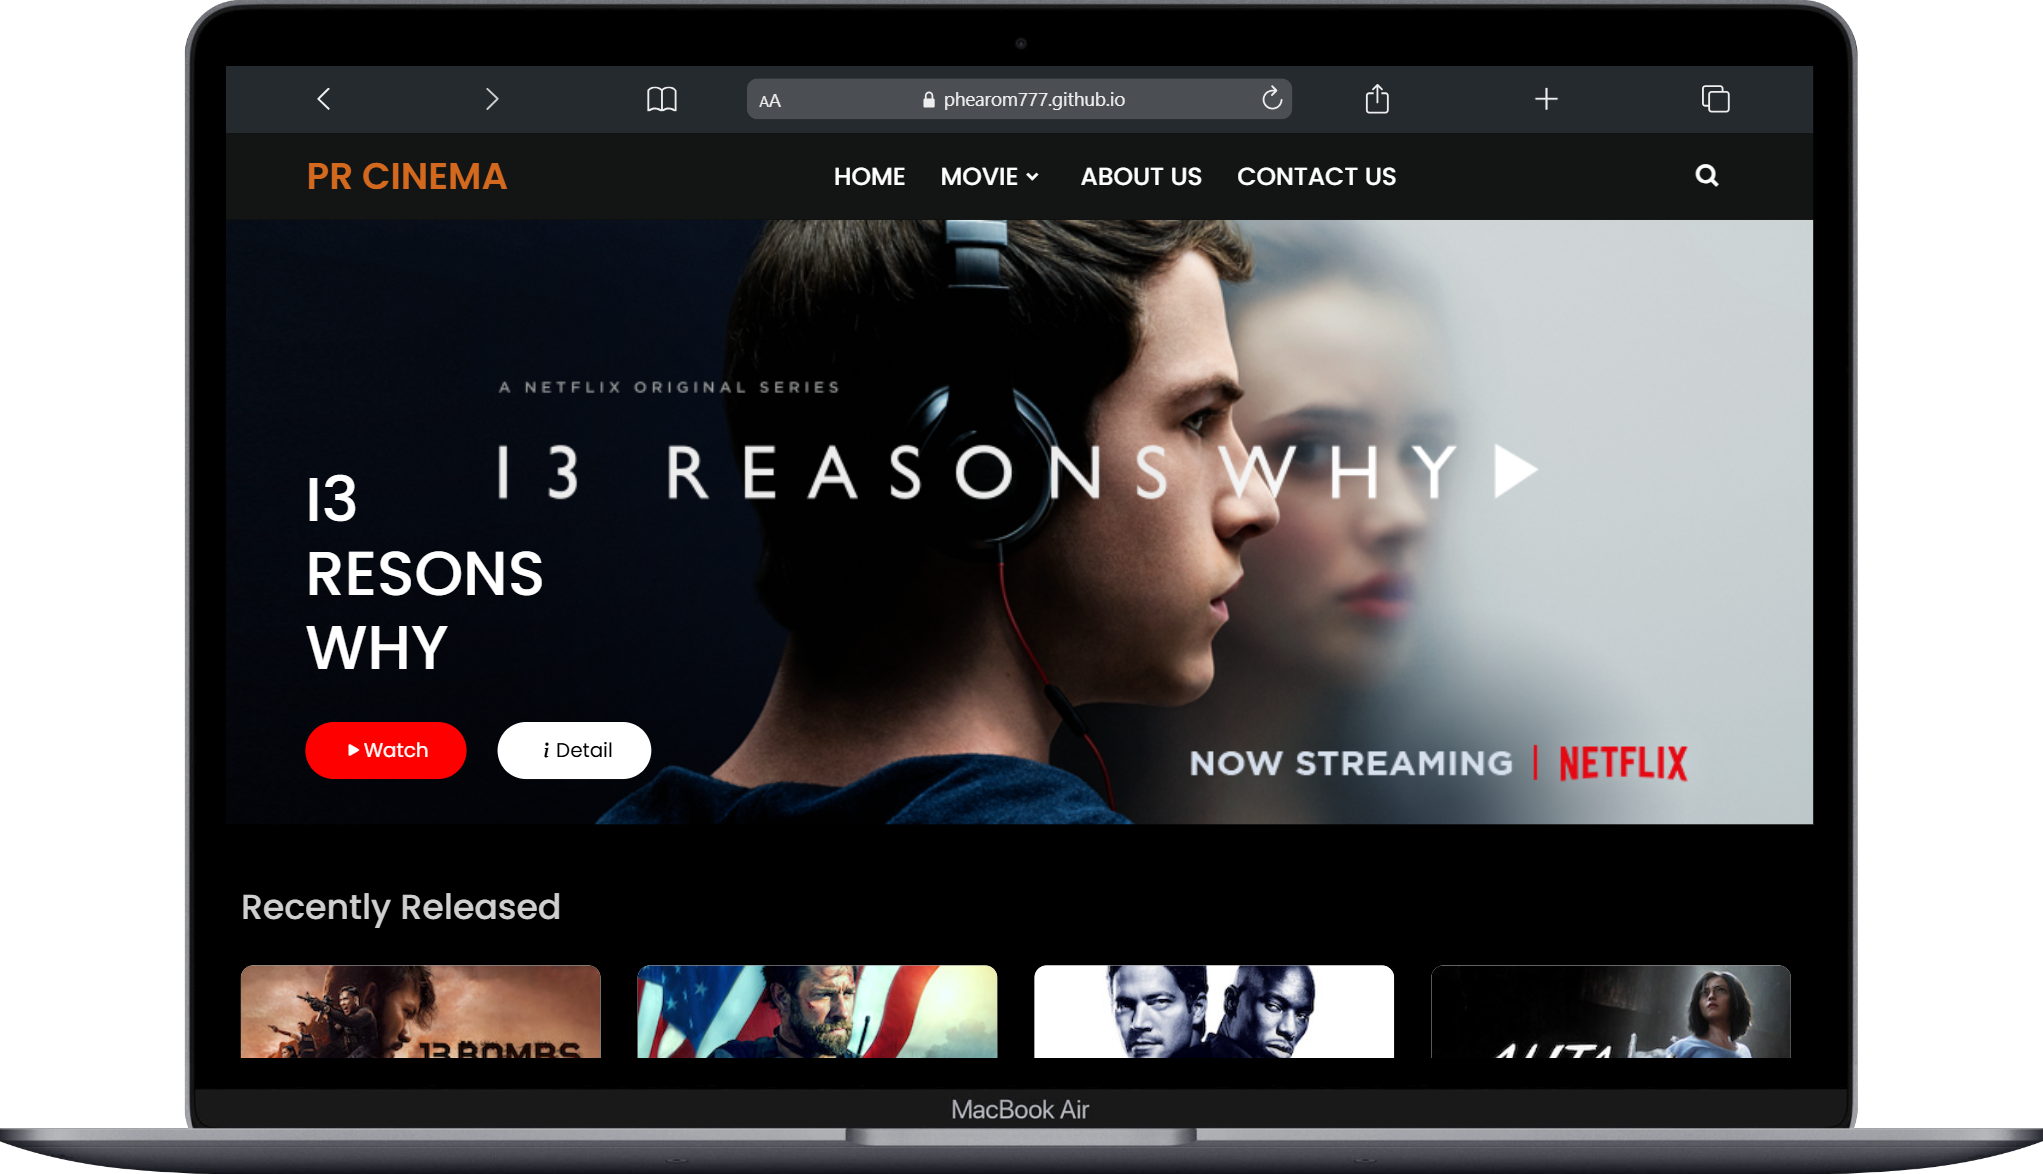 AA phearom777.github.io
PR CINEMA
HOME MOVIE ABOUT US CONTACT US
A NETFLIX ORIGINAL SERIES
13 REASONS WHY
I3
RESONS
WHY
Watch
i Detail
NOW STREAMING | NETFLIX
Recently Released
13 BOMBS
ALITA
MacBook Air